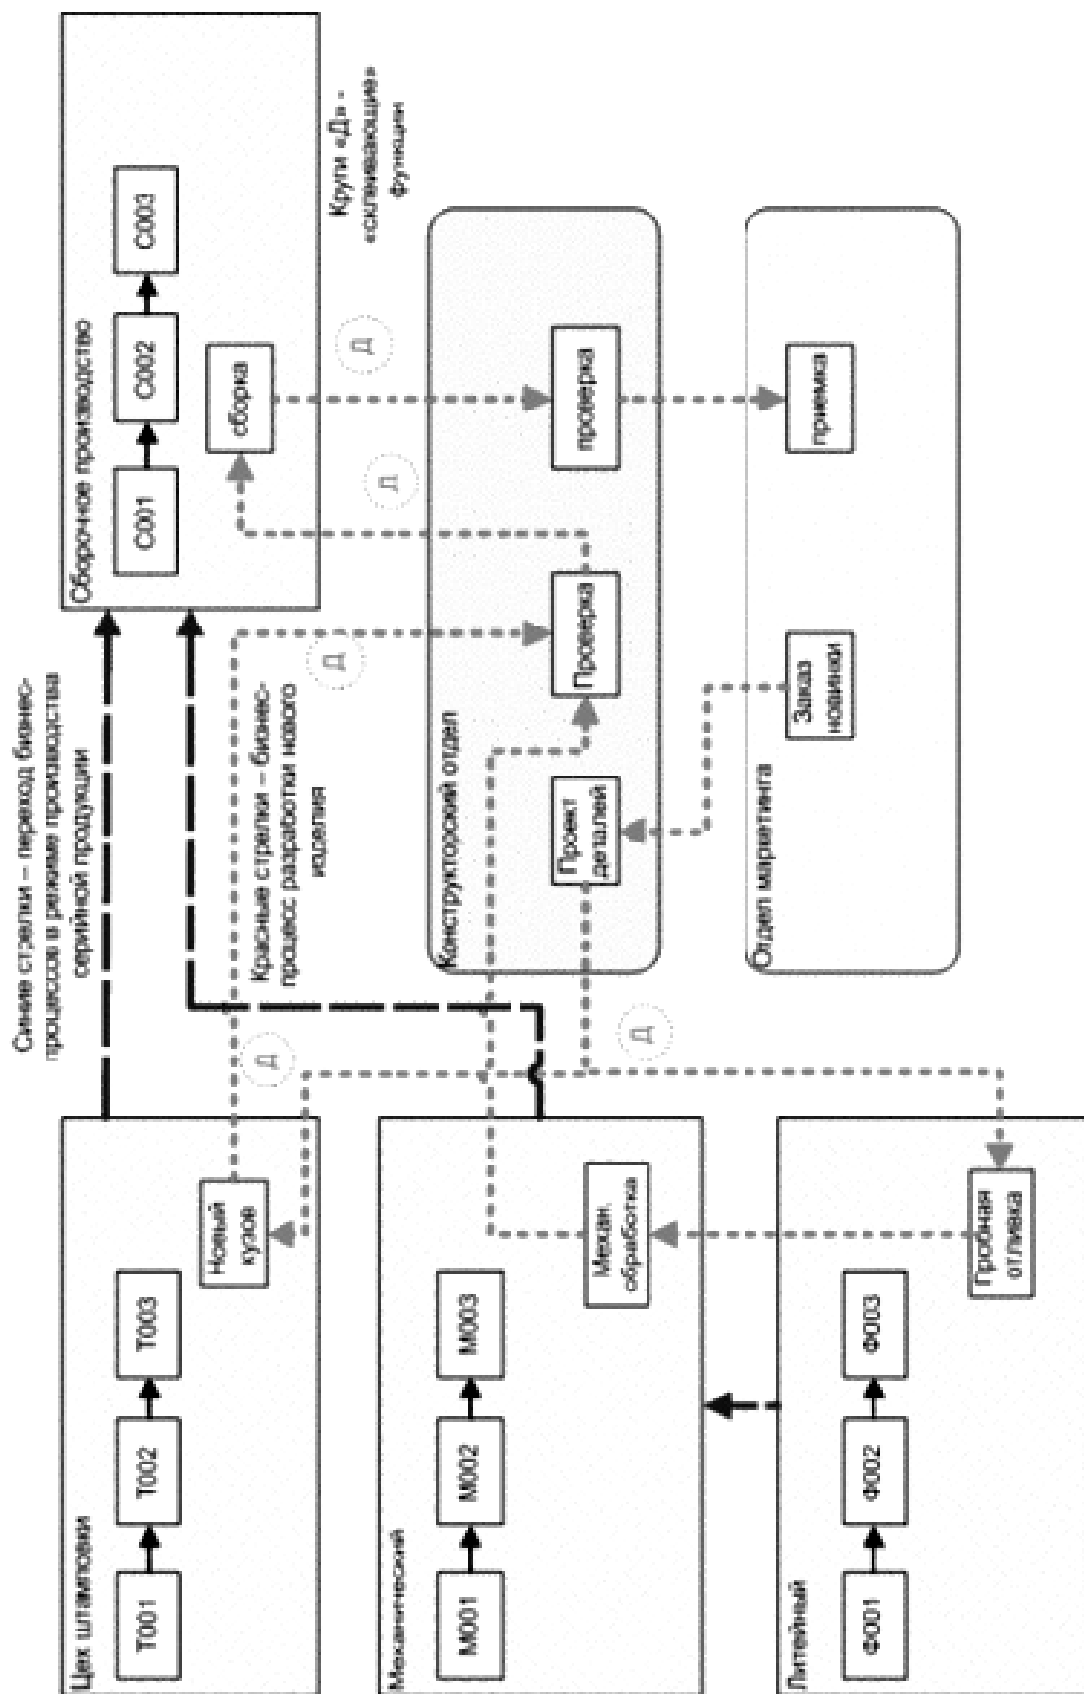 Синие стрелки – переход бизнес-
процессов в режиме производства
серийной продукции
Цех штамповки
Т001
Т002
Т003
Новый
кузов
Д
Красные стрелки – бизнес-
процесс разработки нового
изделия
Сборочное производство
С001
С002
С003
сборка
Круги «Д» -
«склеивающие»
функции
Д
Д
Д
Механический
М001
М002
М003
Механ.
обработка
Конструкторский отдел
Проект
деталей
Проверка
проверка
Д
Литейный
Ф001
Ф002
Ф003
Пробная
отливка
Отдел маркетинга
Заказ
новинки
приемка